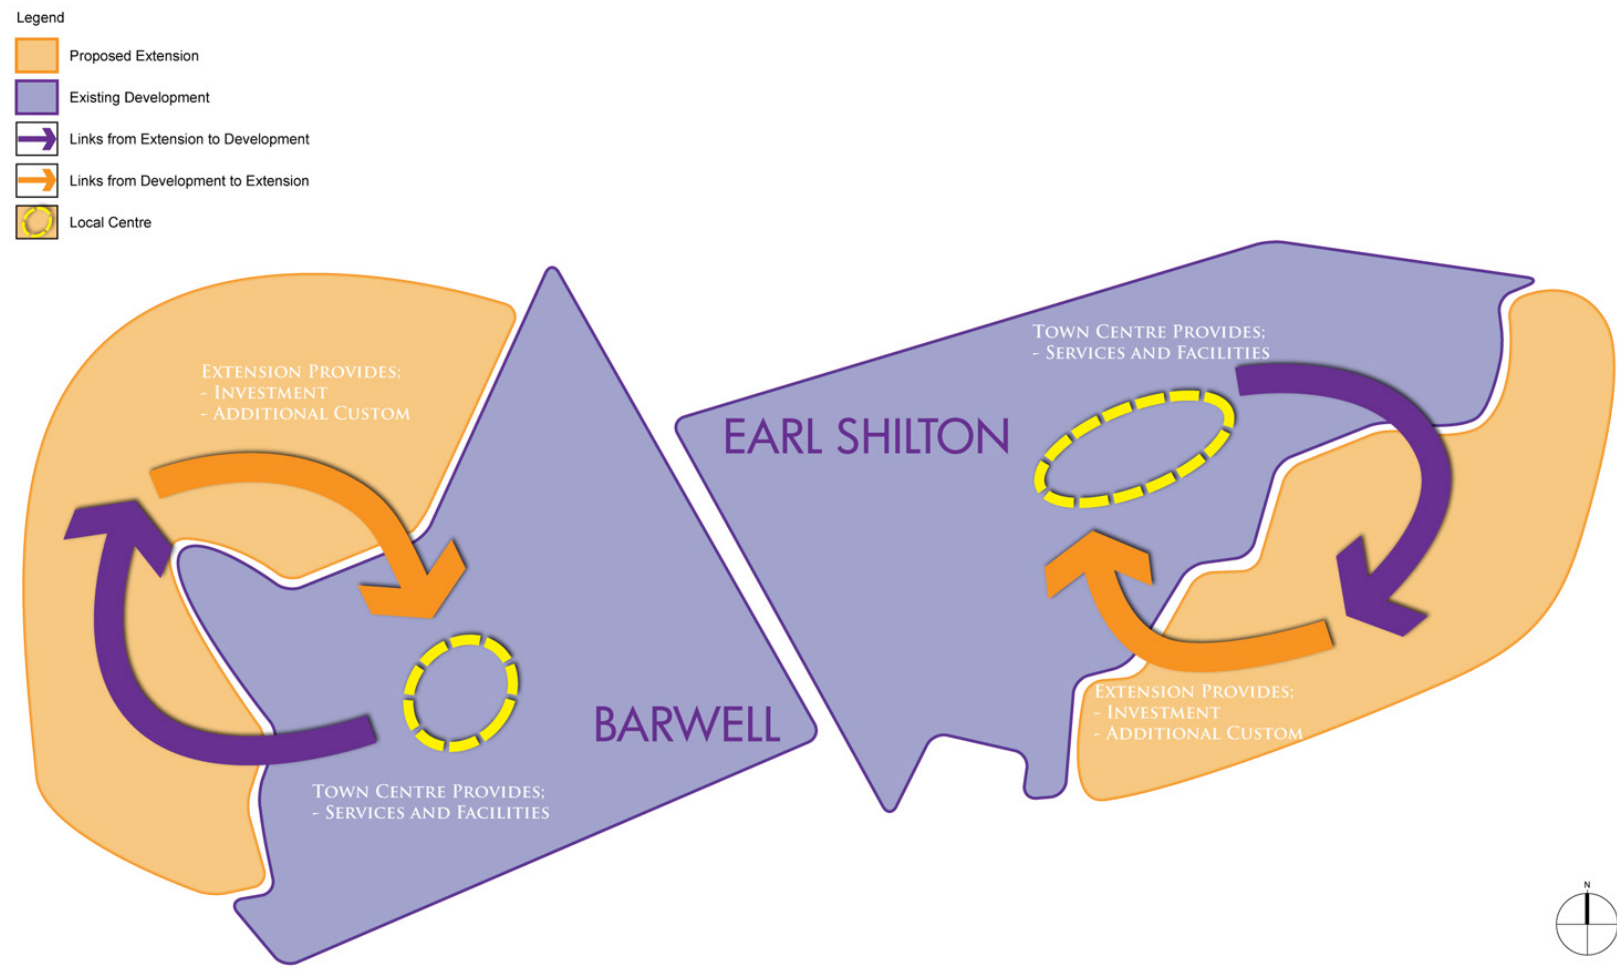 Legend
Proposed Extension
Existing Development
Links from Extension to Development
Links from Development to Extension
Local Centre
Town Centre Provides;
- Services and Facilities
Extension Provides;
- Investment
- Additional Custom
EARL SHILTON
BARWELL
Extension Provides;
- Investment
- Additional Custom
Town Centre Provides;
- Services and Facilities
N